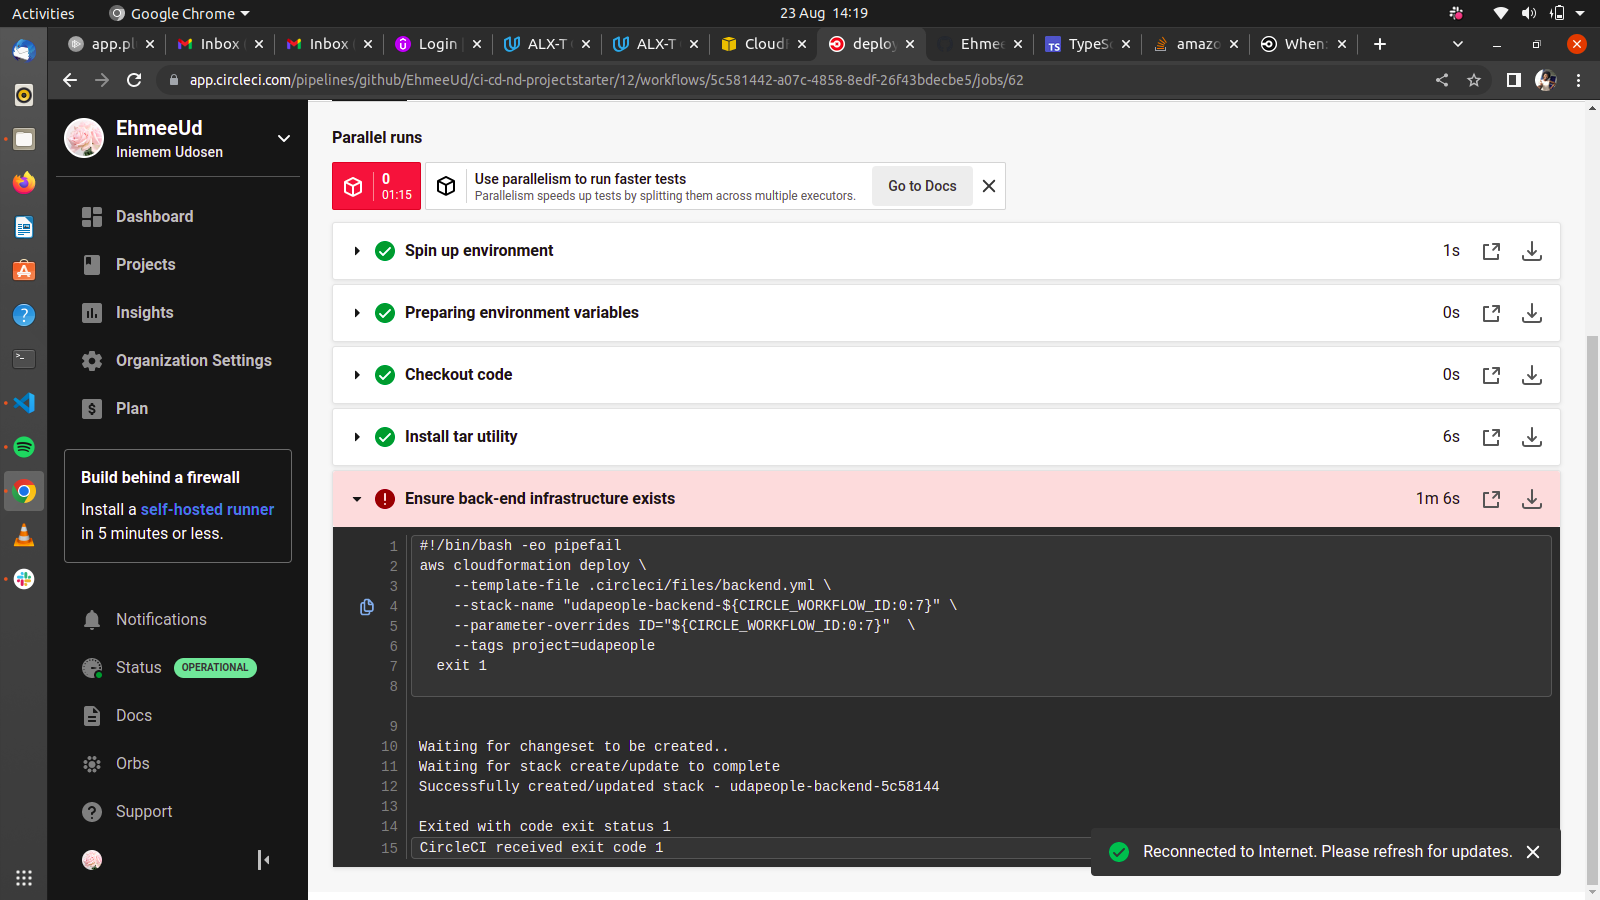 Activities
Google Chrome
23 Aug 14:19
app.pl
Inbox
Inbox
Login
ALX-T
ALX-T
CloudF
deploy
Ehmee
TypeSc
amazo
When:
app.circleci.com/pipelines/github/EhmeeUd/ci-cd-nd-projectstarter/12/workflows/5c581442-a07c-4858-8edf-26f43bdecbe5/jobs/62
EhmeeUd
Iniemem Udosen
Dashboard
Projects
Insights
Organization Settings
Plan
Build behind a firewall
Install a self-hosted runner
in 5 minutes or less.
Notifications
Status OPERATIONAL
Docs
Orbs
Support
Parallel runs
0
01:15
Use parallelism to run faster tests
Parallelism speeds up tests by splitting them across multiple executors.
Go to Docs
Spin up environment 1s
Preparing environment variables 0s
Checkout code 0s
Install tar utility 6s
Ensure back-end infrastructure exists 1m 6s
1 #!/bin/bash -eo pipefail
2 aws cloudformation deploy \
3 --template-file .circleci/files/backend.yml \
4 --stack-name "udapeople-backend-${CIRCLE_WORKFLOW_ID:0:7}" \
5 --parameter-overrides ID="${CIRCLE_WORKFLOW_ID:0:7}" \
6 --tags project=udapeople
7 exit 1
8
9
10 Waiting for changeset to be created..
11 Waiting for stack create/update to complete
12 Successfully created/updated stack - udapeople-backend-5c58144
13
14 Exited with code exit status 1
15 CircleCI received exit code 1
Reconnected to Internet. Please refresh for updates.